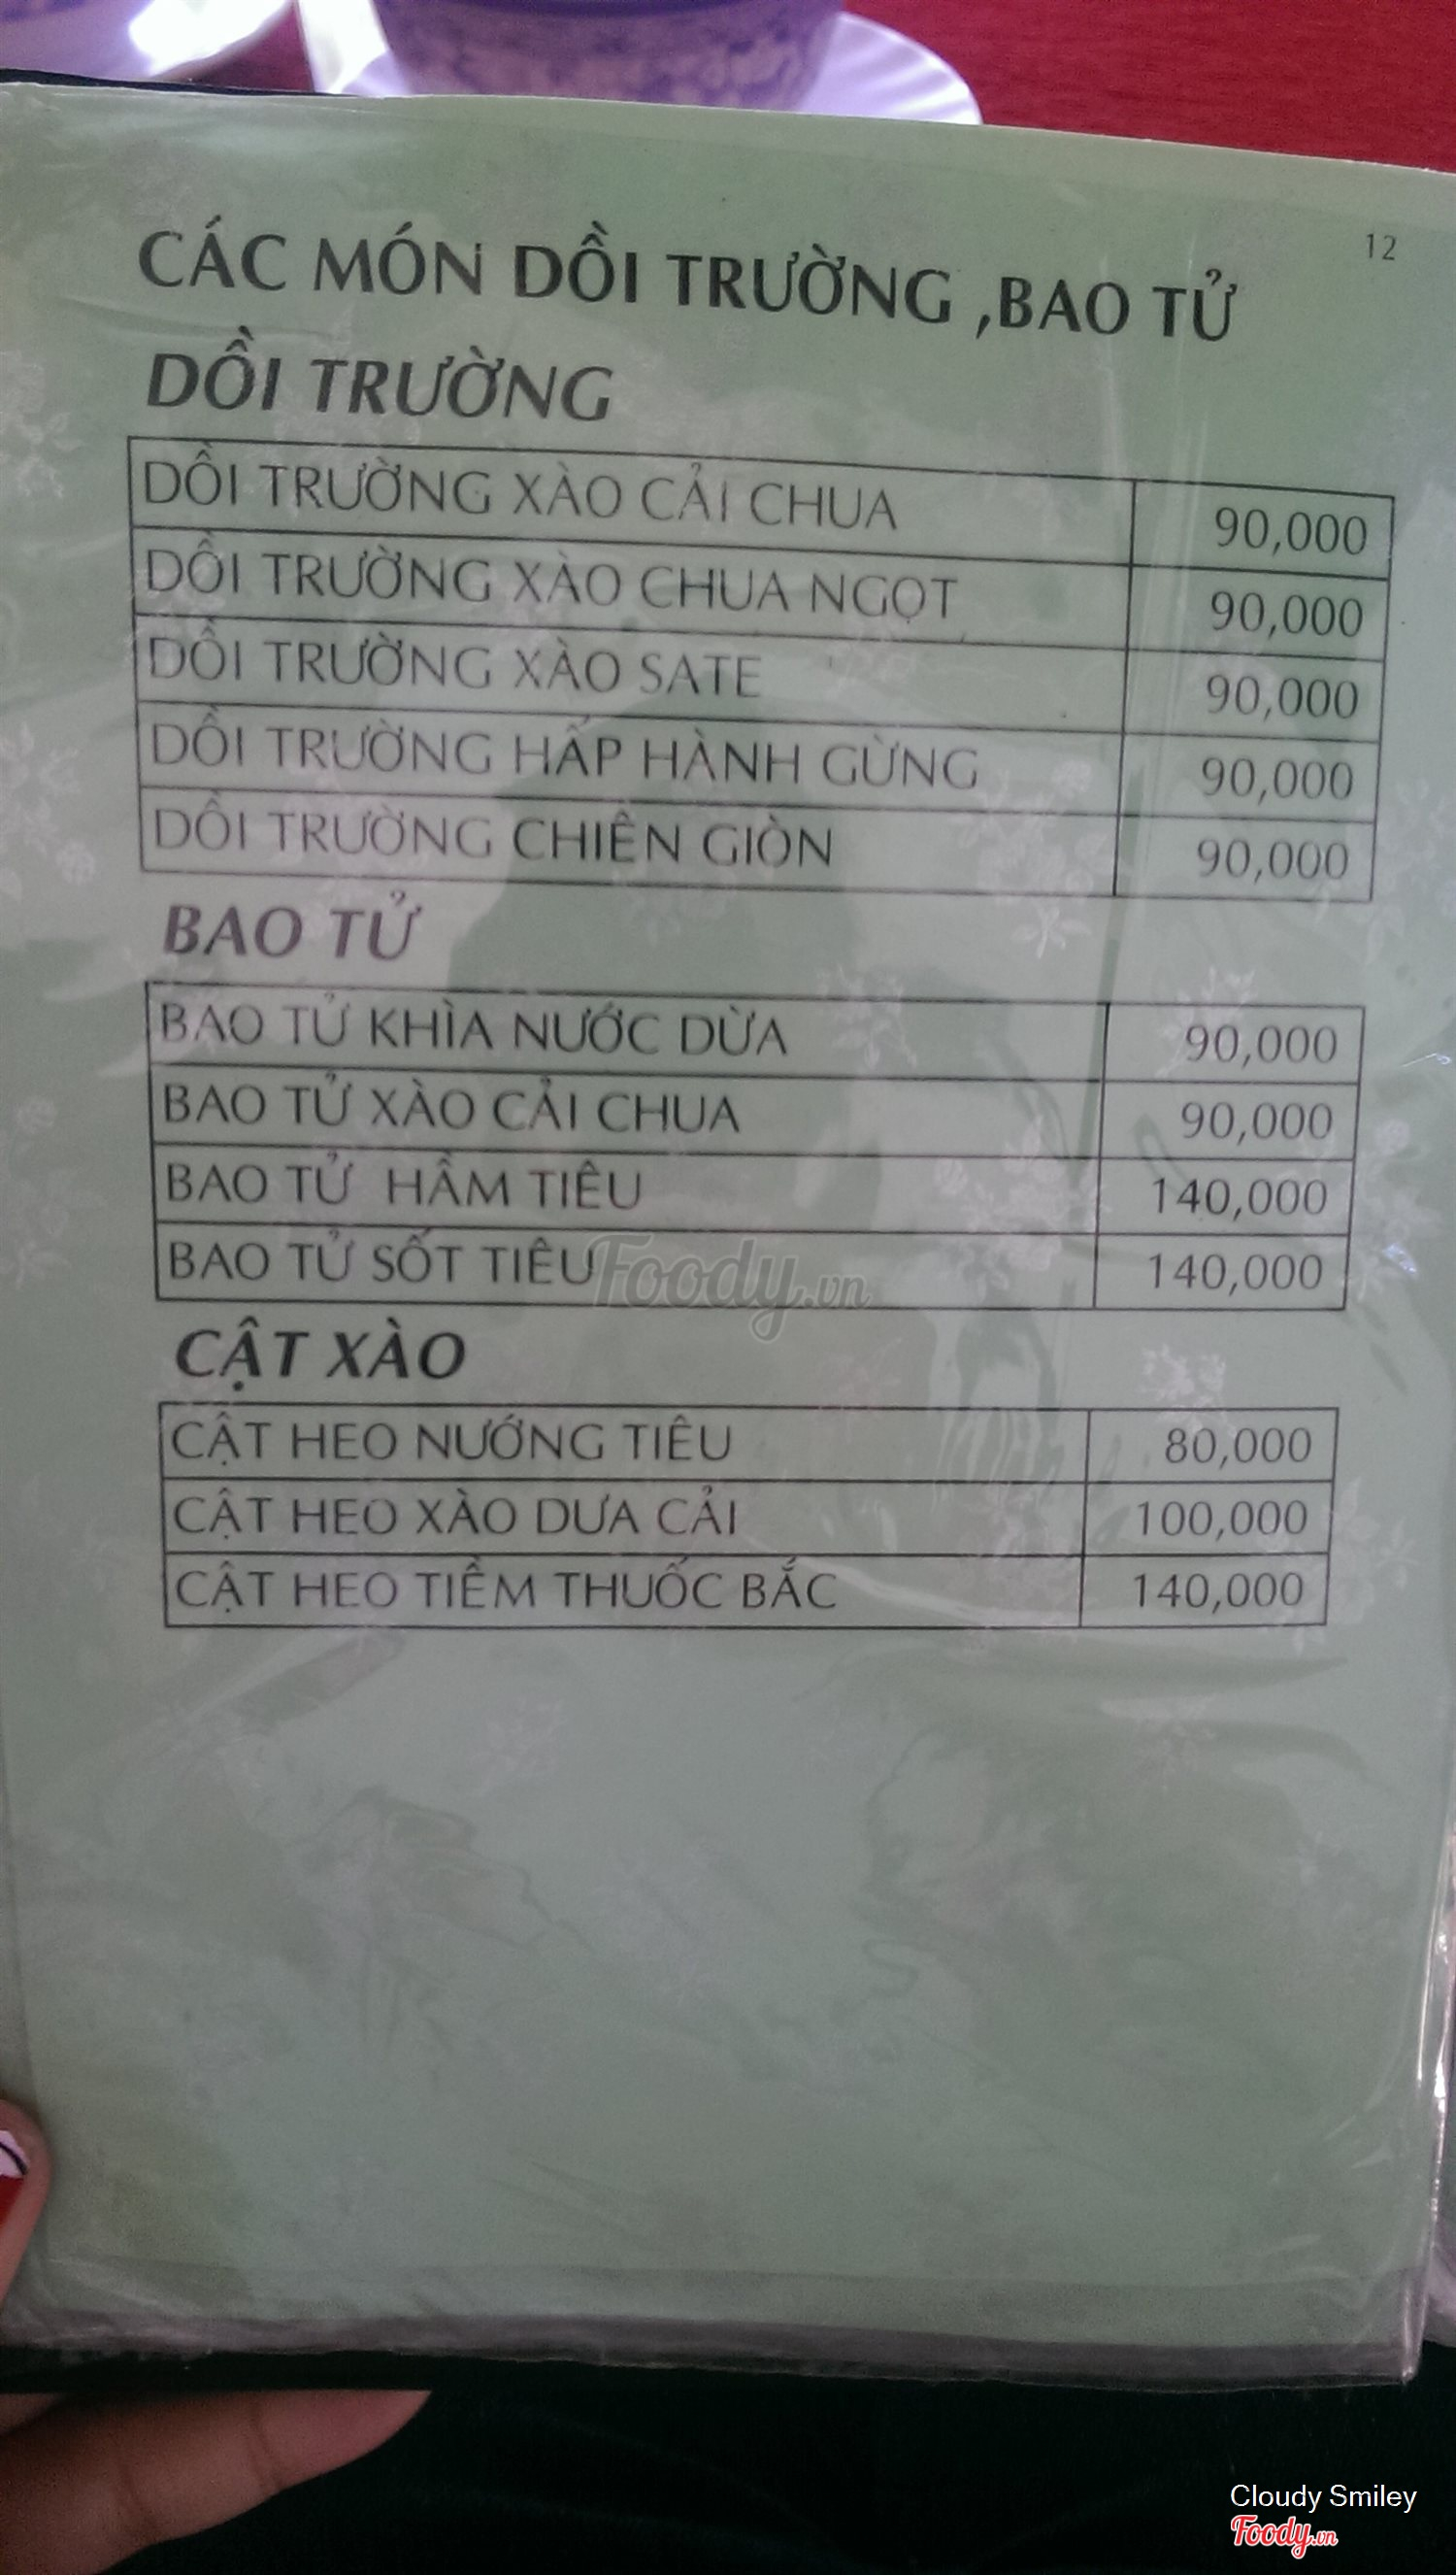 12
CÁC MÓN DỒI TRƯỜNG ,BAO TỬ
DỒI TRƯỜNG
DỒI TRƯỜNG XÀO CẢI CHUA 90,000
DỒI TRƯỜNG XÀO CHUA NGỌT 90,000
DỒI TRƯỜNG XÀO SATE 90,000
DỒI TRƯỜNG HẤP HÀNH GỪNG 90,000
DỒI TRƯỜNG CHIÊN GIÒN 90,000
BAO TỬ
BAO TỬ KHÌA NƯỚC DỪA 90,000
BAO TỬ XÀO CẢI CHUA 90,000
BAO TỬ HẦM TIÊU 140,000
BAO TỬ SỐT TIÊU 140,000
Foody.vn
CẬT XÀO
CẬT HEO NƯỚNG TIÊU 80,000
CẬT HEO XÀO DƯA CẢI 100,000
CẬT HEO TIỀM THUỐC BẮC 140,000
Cloudy Smiley
Foody.vn